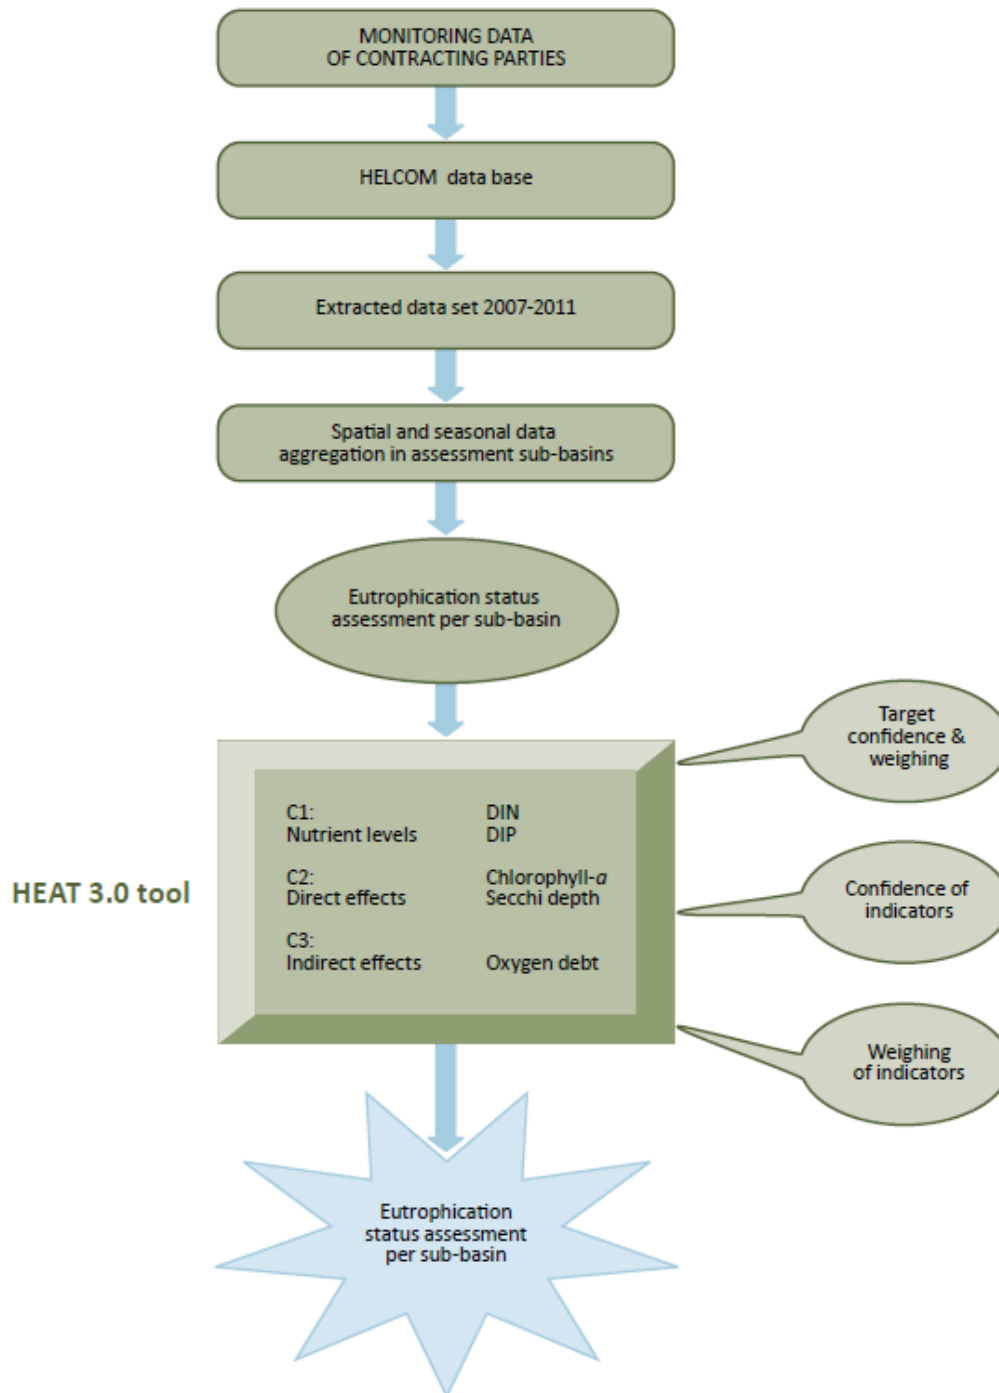 MONITORING DATA
OF CONTRACTING PARTIES
HELCOM data base
Extracted data set 2007-2011
Spatial and seasonal data
aggregation in assessment sub-basins
Eutrophication status
assessment per sub-basin
Target
confidence &
weighing
C1: DIN
Nutrient levels DIP
C2: Chlorophyll-a
Direct effects Secchi depth
HEAT 3.0 tool
Confidence of
indicators
C3:
Indirect effects Oxygen debt
Weighing
of indicators
Eutrophication
status assessment
per sub-basin